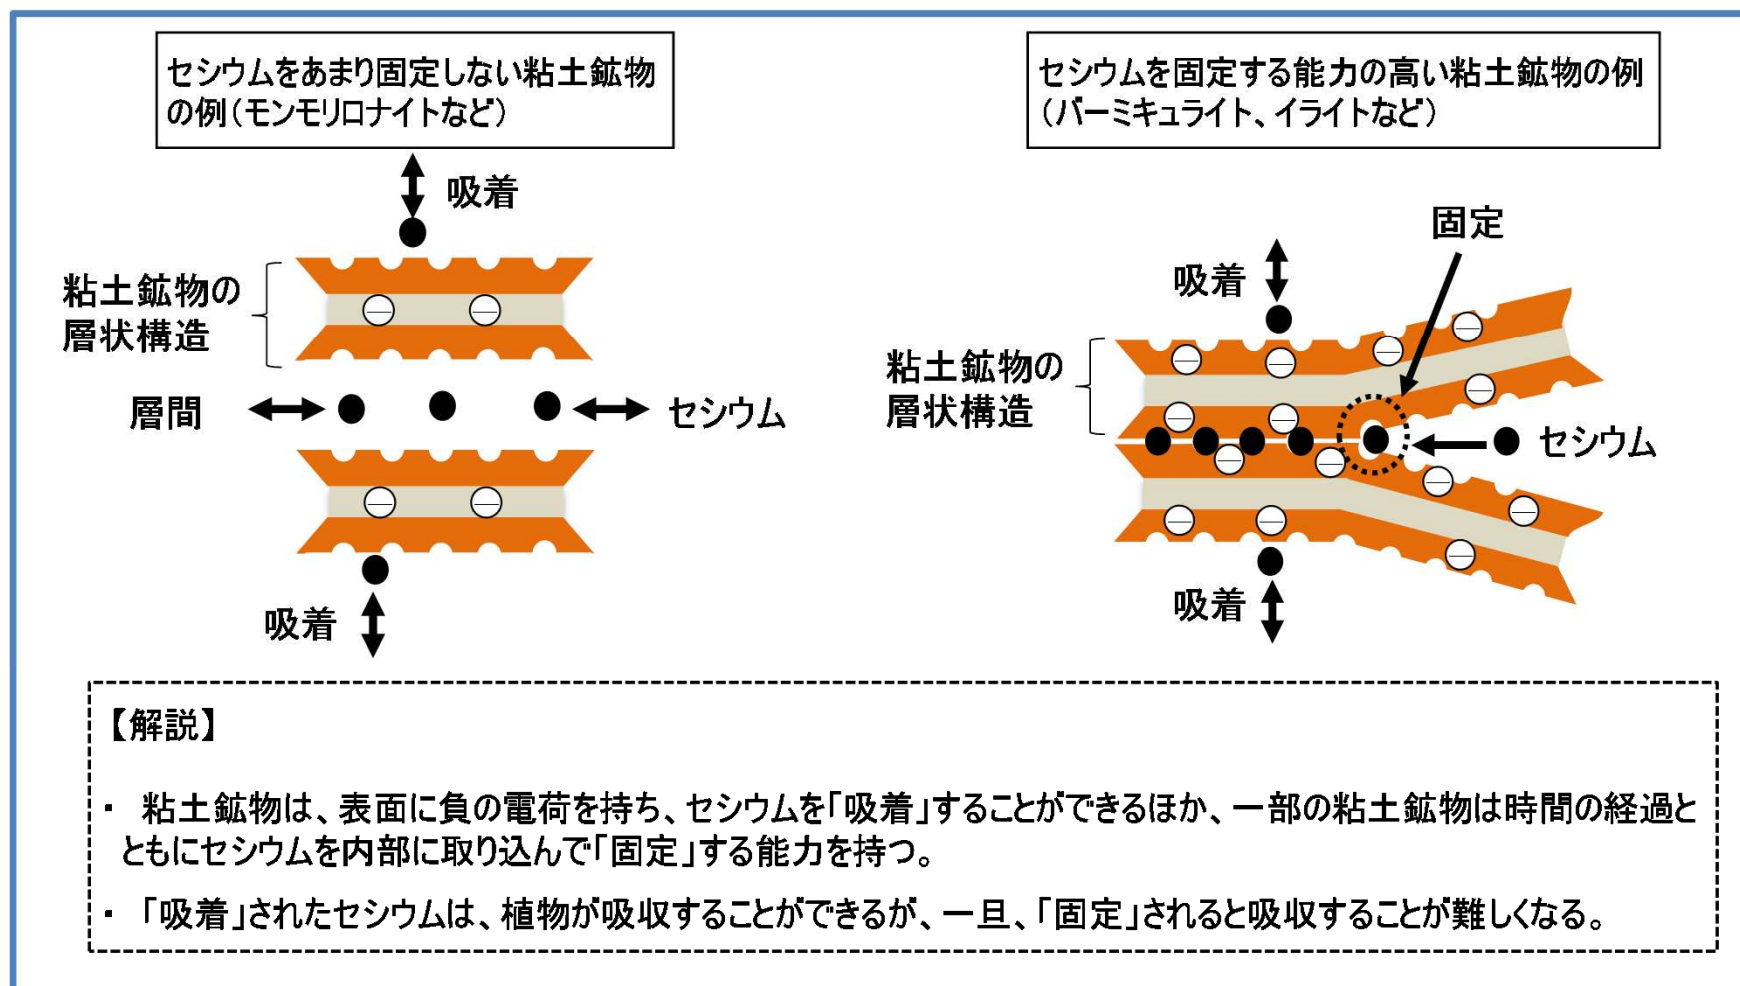 セシウムをあまり固定しない粘土鉱物
の例（モンモリロナイトなど）
吸着
粘土鉱物の
層状構造
層間
セシウム
吸着
セシウムを固定する能力の高い粘土鉱物の例
（バーミキュライト、イライトなど）
固定
吸着
粘土鉱物の
層状構造
セシウム
吸着
【解説】
・ 粘土鉱物は、表面に負の電荷を持ち、セシウムを「吸着」することができるほか、一部の粘土鉱物は時間の経過と
ともにセシウムを内部に取り込んで「固定」する能力を持つ。
・ 「吸着」されたセシウムは、植物が吸収することができるが、一旦、「固定」されると吸収することが難しくなる。